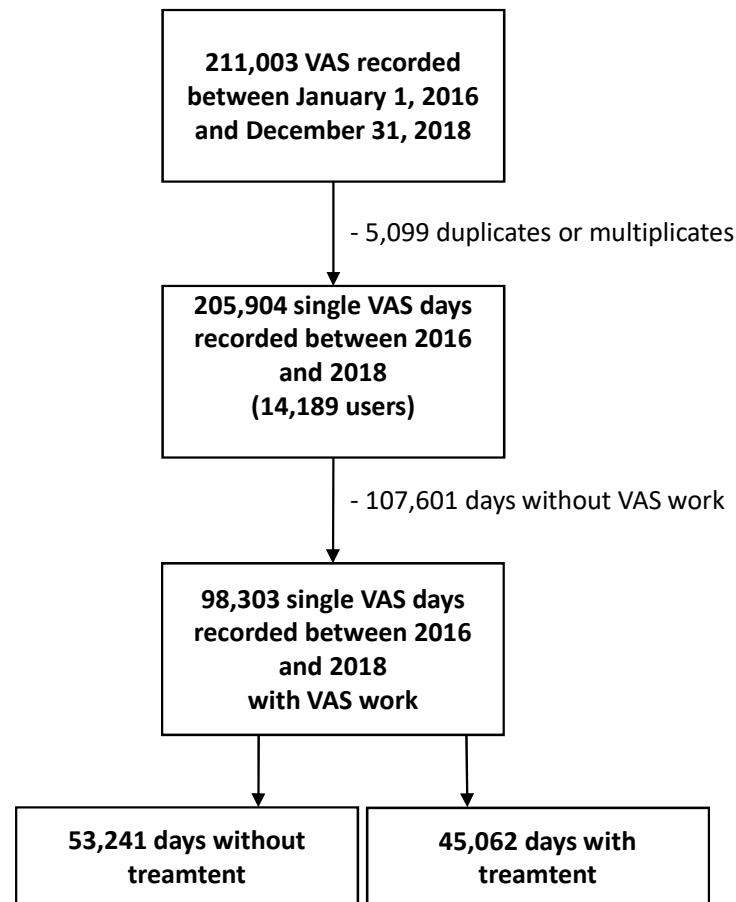 211,003 VAS recorded
between January 1, 2016
and December 31, 2018
- 5,099 duplicates or multiplicates
205,904 single VAS days
recorded between 2016
and 2018
(14,189 users)
- 107,601 days without VAS work
98,303 single VAS days
recorded between 2016
and 2018
with VAS work
53,241 days without
treamtent
45,062 days with
treamtent